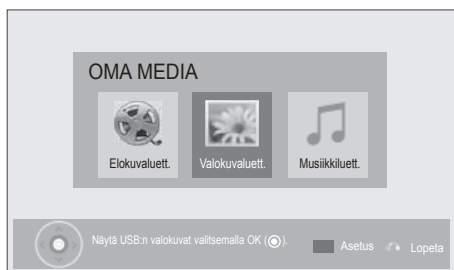 OMA MEDIA
Elokuvaluett.
Valokuvaluett.
Musiikkiluett.
Näytä USB:n valokuvat valitsemalla OK (◉).
Asetus
Lopeta